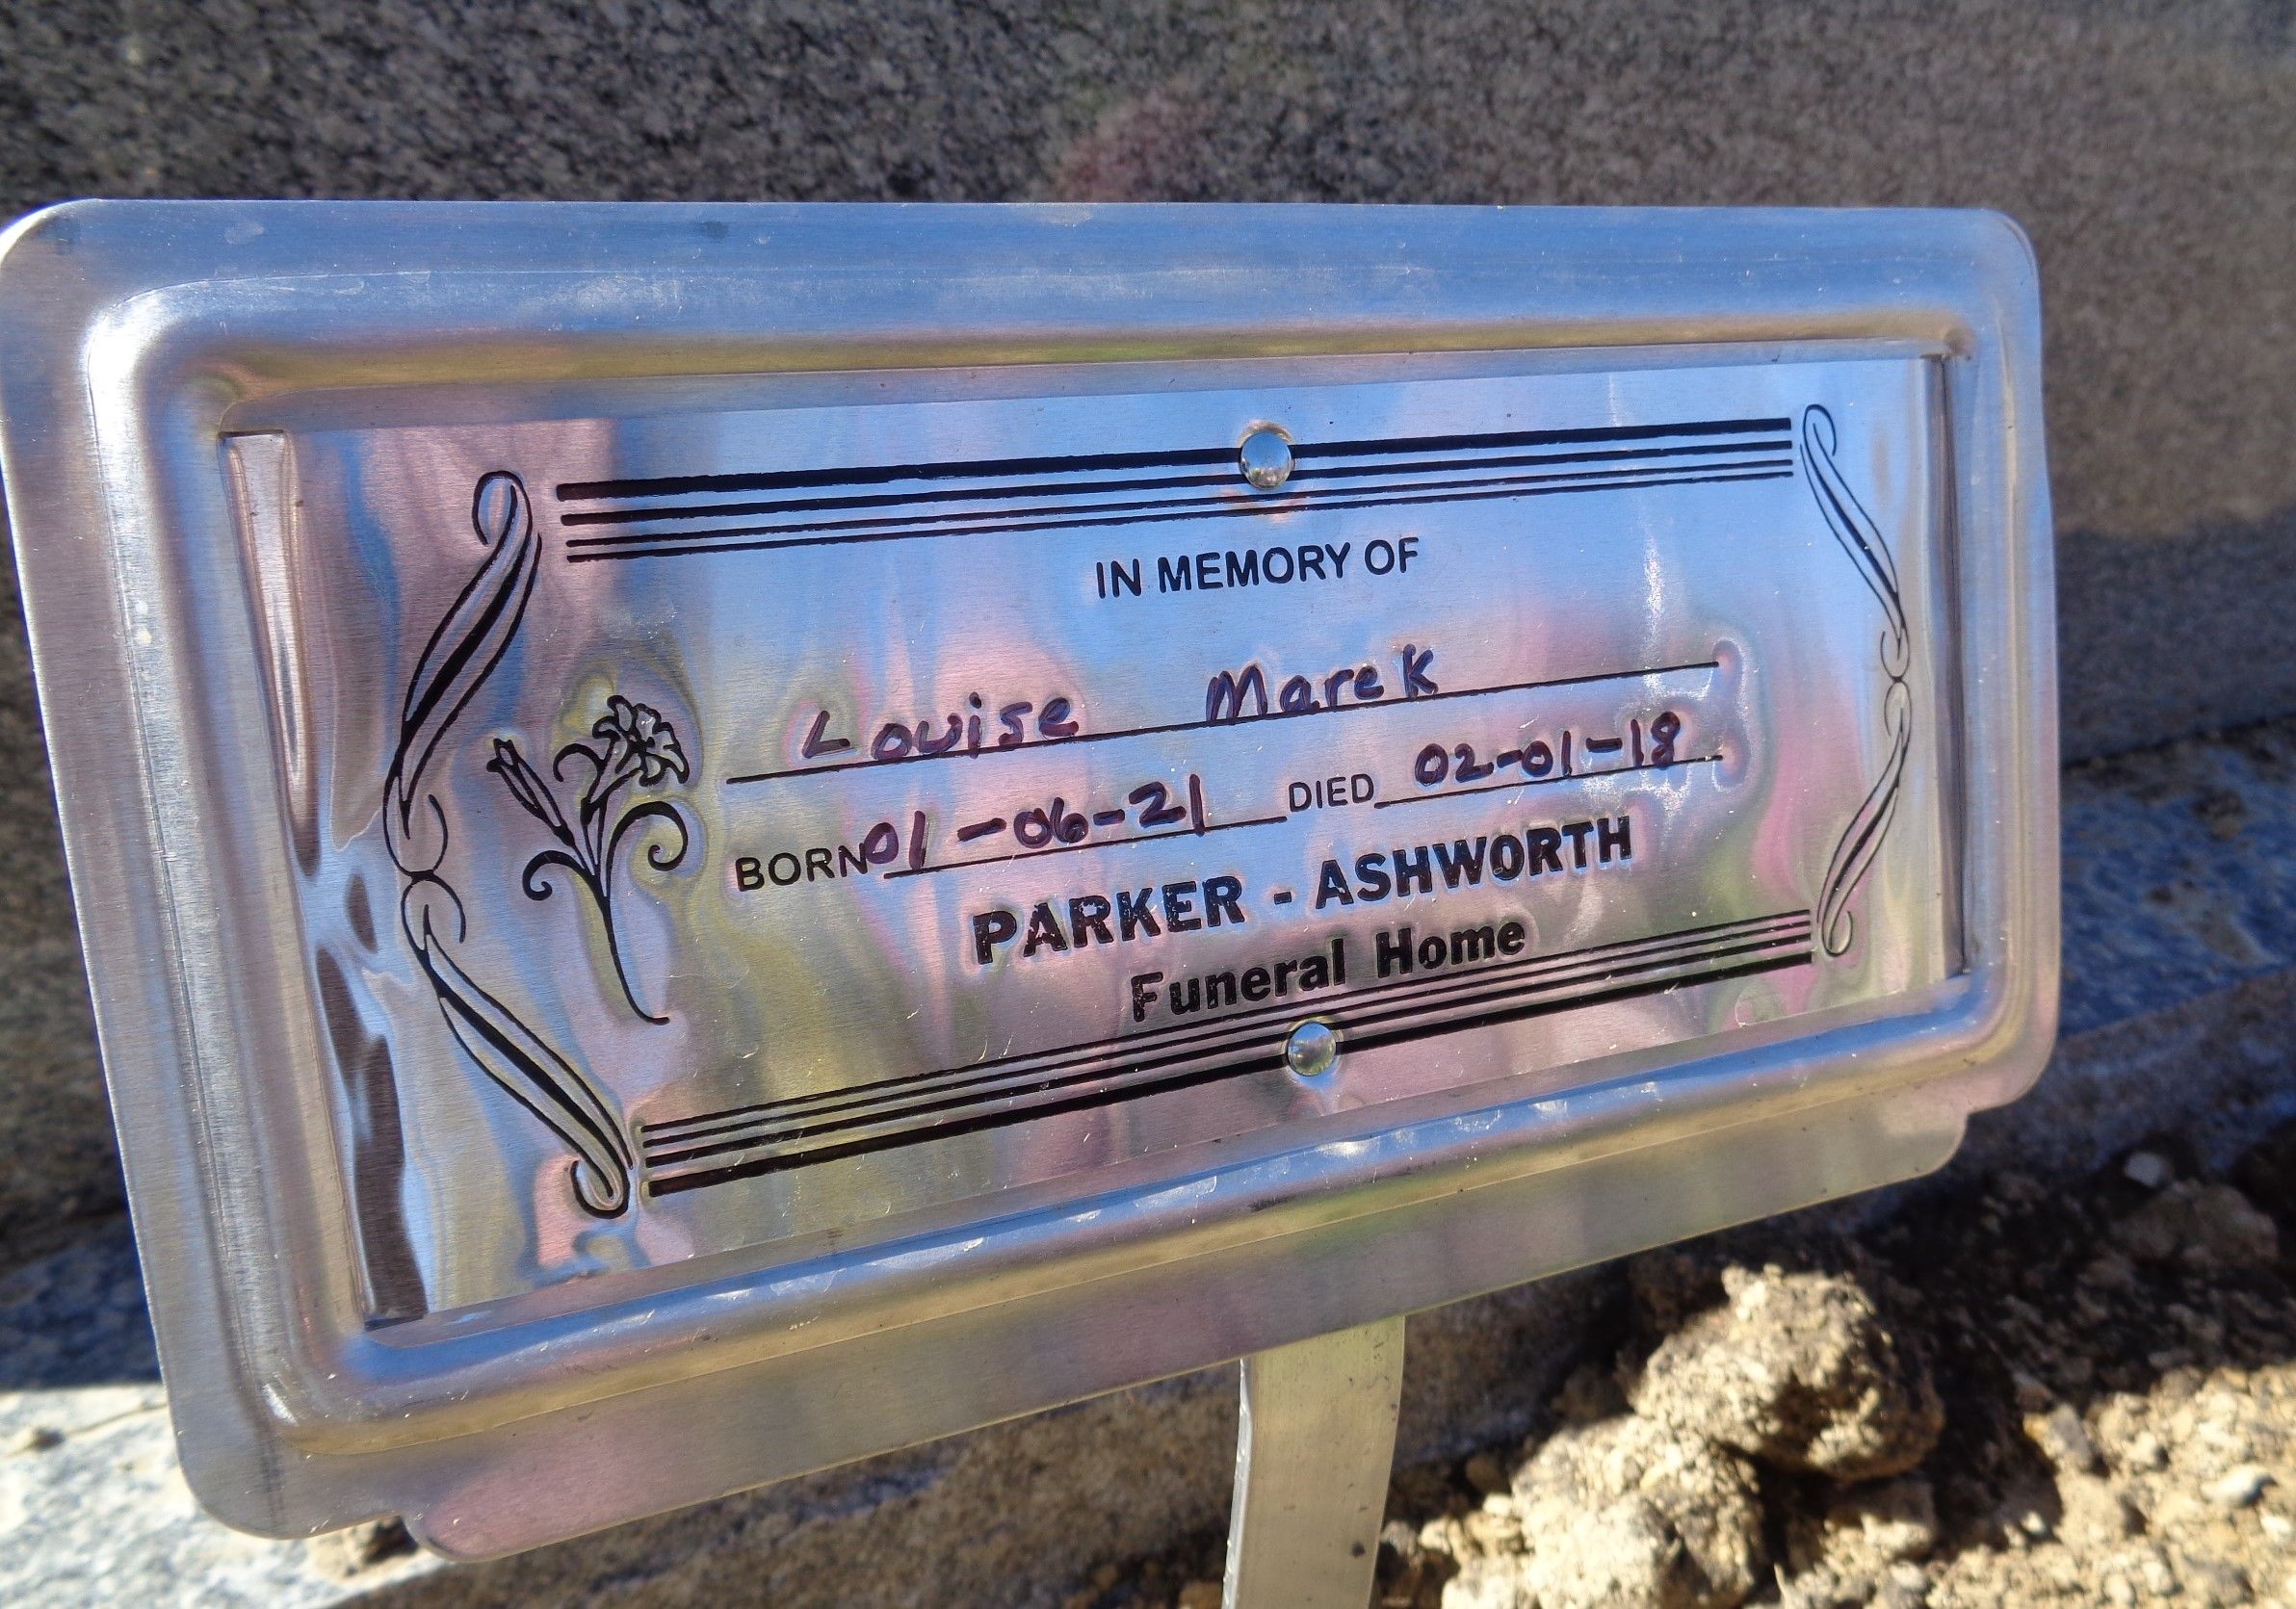 IN MEMORY OF
Louise Marek
BORN 01-06-21 DIED 02-01-18
PARKER - ASHWORTH
Funeral Home